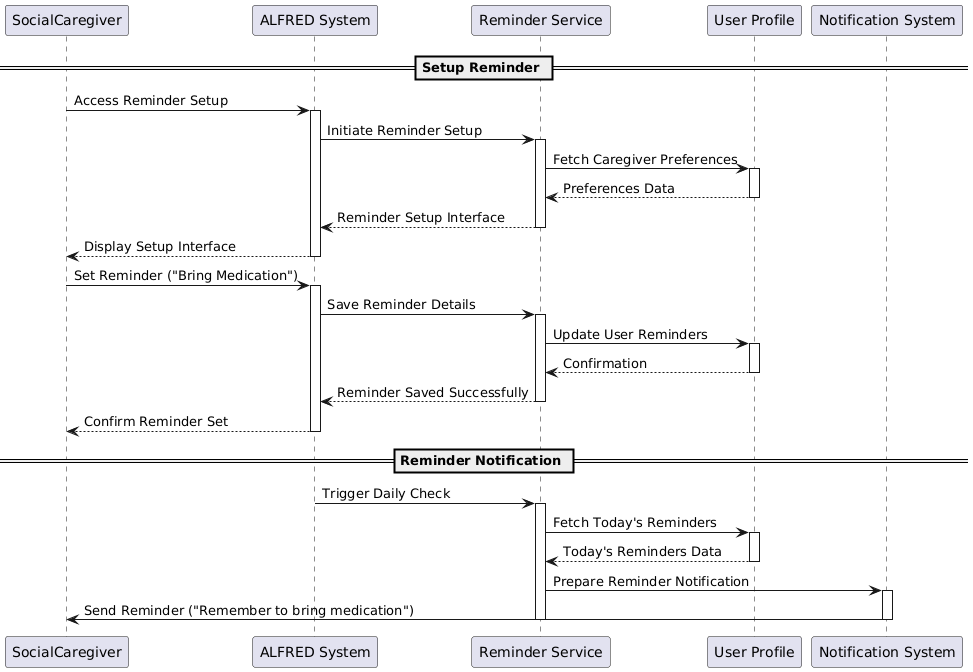 SocialCaregiver
ALFRED System
Reminder Service
User Profile
Notification System
Setup Reminder
Access Reminder Setup
Initiate Reminder Setup
Fetch Caregiver Preferences
Preferences Data
Reminder Setup Interface
Display Setup Interface
Set Reminder ("Bring Medication")
Save Reminder Details
Update User Reminders
Confirmation
Reminder Saved Successfully
Confirm Reminder Set
Reminder Notification
Trigger Daily Check
Fetch Today's Reminders
Today's Reminders Data
Prepare Reminder Notification
Send Reminder ("Remember to bring medication")
SocialCaregiver
ALFRED System
Reminder Service
User Profile
Notification System